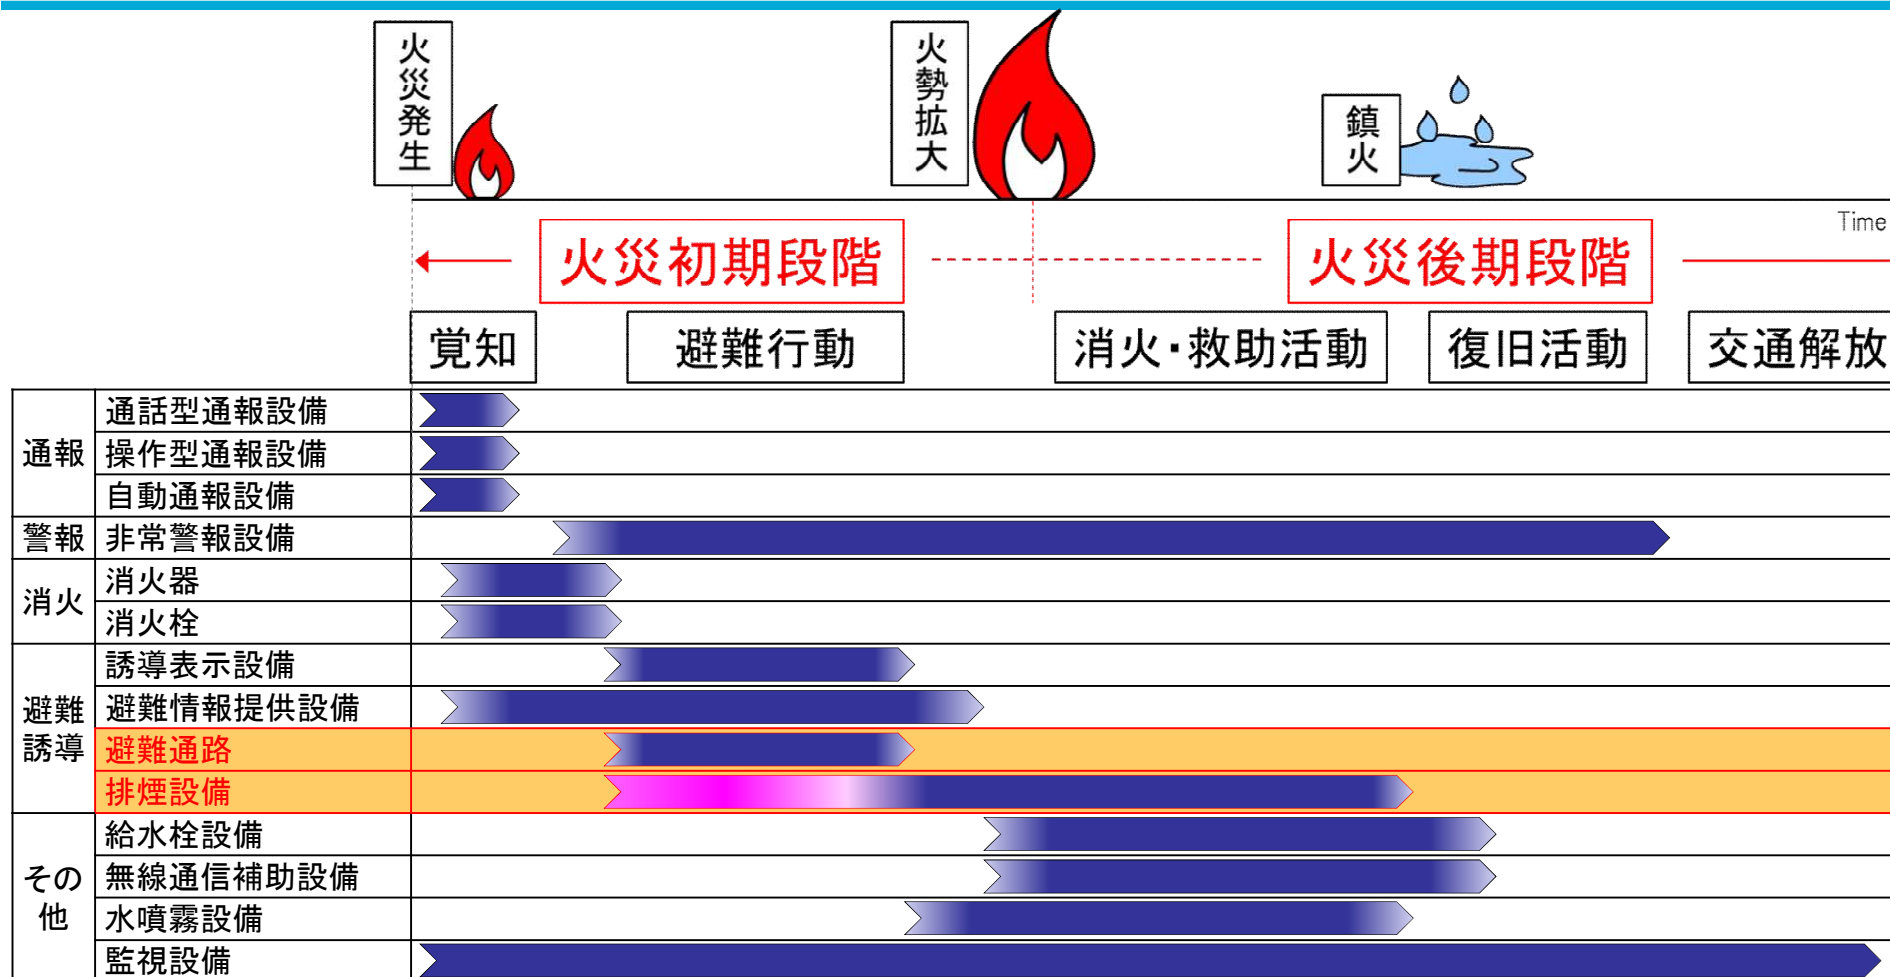 火災発生
火勢拡大
鎮火
Time
火災初期段階
火災後期段階
覚知
避難行動
消火・救助活動
復旧活動
交通解放
通報
通話型通報設備
操作型通報設備
自動通報設備
警報
非常警報設備
消火
消火器
消火栓
避難
誘導
誘導表示設備
避難情報提供設備
避難通路
排煙設備
その
他
給水栓設備
無線通信補助設備
水噴霧設備
監視設備